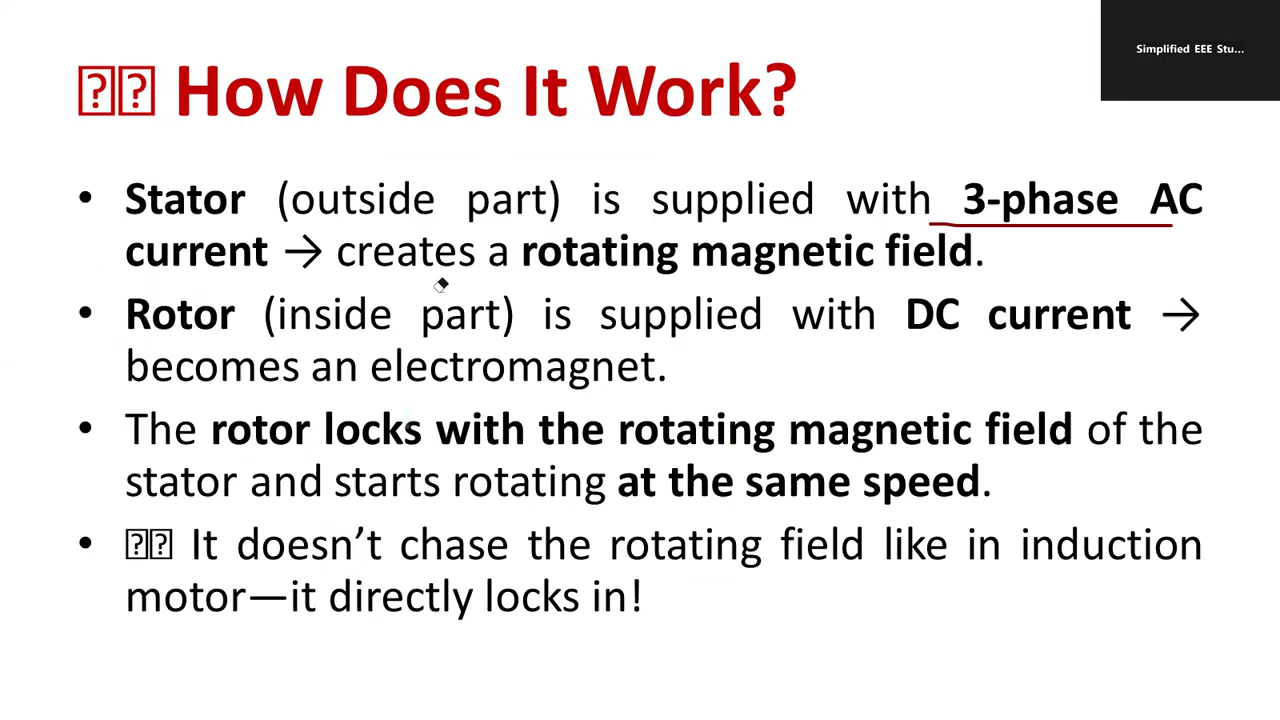 Simplified EEE Stu...
How Does It Work?
• Stator (outside part) is supplied with 3-phase AC
current → creates a rotating magnetic field.
• Rotor (inside part) is supplied with DC current →
becomes an electromagnet.
• The rotor locks with the rotating magnetic field of the
stator and starts rotating at the same speed.
• It doesn’t chase the rotating field like in induction
motor—it directly locks in!